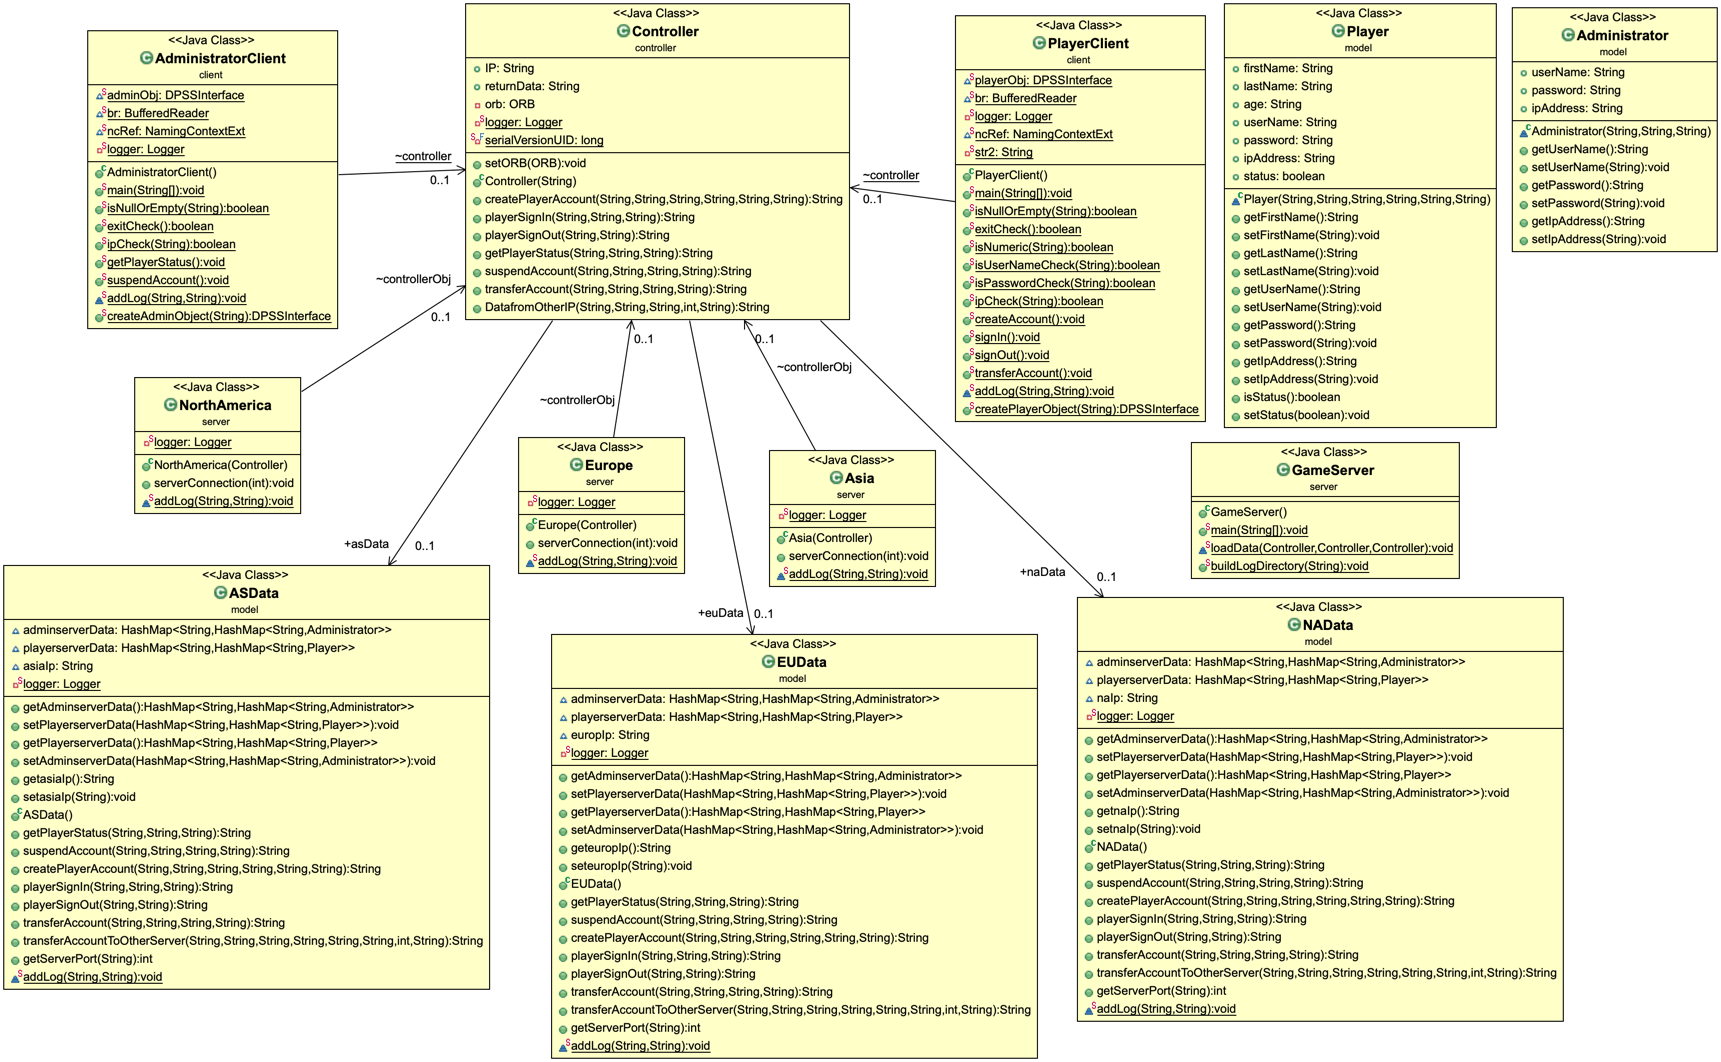 <<Java Class>>
AdministratorClient
client
adminObj: DPSSInterface
br: BufferedReader
ncRef: NamingContextExt
logger: Logger
AdministratorClient()
main(String[]):void
isNullOrEmpty(String):boolean
exitCheck():boolean
ipCheck(String):boolean
getPlayerStatus():void
suspendAccount():void
addLog(String,String):void
createAdminObject(String):DPSSInterface
~controller
0..1
<<Java Class>>
Controller
controller
IP: String
returnData: String
orb: ORB
logger: Logger
serialVersionUID: long
setORB(ORB):void
Controller(String)
createPlayerAccount(String,String,String,String,String,String):String
playerSignIn(String,String,String):String
playerSignOut(String,String):String
getPlayerStatus(String,String,String):String
suspendAccount(String,String,String,String):String
transferAccount(String,String,String,String):String
DatafromOtherIP(String,String,String,int,String):String
~controller
0..1
<<Java Class>>
PlayerClient
client
playerObj: DPSSInterface
br: BufferedReader
logger: Logger
ncRef: NamingContextExt
str2: String
PlayerClient()
main(String[]):void
isNullOrEmpty(String):boolean
exitCheck():boolean
isNumeric(String):boolean
isUserNameCheck(String):boolean
isPasswordCheck(String):boolean
ipCheck(String):boolean
createAccount():void
signIn():void
signOut():void
transferAccount():void
addLog(String,String):void
createPlayerObject(String):DPSSInterface
<<Java Class>>
Player
model
firstName: String
lastName: String
age: String
userName: String
password: String
ipAddress: String
status: boolean
Player(String,String,String,String,String,String)
getFirstName():String
setFirstName(String):void
getLastName():String
setLastName(String):void
getUserName():String
setUserName(String):void
getPassword():String
setPassword(String):void
getIpAddress():String
setIpAddress(String):void
isStatus():boolean
setStatus(boolean):void
<<Java Class>>
Administrator
model
userName: String
password: String
ipAddress: String
Administrator(String,String,String)
getUserName():String
setUserName(String):void
getPassword():String
setPassword(String):void
getIpAddress():String
setIpAddress(String):void
~controllerObj
0..1
<<Java Class>>
NorthAmerica
server
logger: Logger
NorthAmerica(Controller)
serverConnection(int):void
addLog(String,String):void
0..1
~controllerObj
<<Java Class>>
Europe
server
logger: Logger
Europe(Controller)
serverConnection(int):void
addLog(String,String):void
0..1
~controllerObj
<<Java Class>>
Asia
server
logger: Logger
Asia(Controller)
serverConnection(int):void
addLog(String,String):void
<<Java Class>>
GameServer
server
GameServer()
main(String[]):void
loadData(Controller,Controller,Controller):void
buildLogDirectory(String):void
+asData
0..1
<<Java Class>>
ASData
model
adminserverData: HashMap<String,HashMap<String,Administrator>>
playerserverData: HashMap<String,HashMap<String,Player>>
asiaIp: String
logger: Logger
getAdminserverData():HashMap<String,HashMap<String,Administrator>>
setPlayerserverData(HashMap<String,HashMap<String,Player>>):void
getPlayerserverData():HashMap<String,HashMap<String,Player>>
setAdminserverData(HashMap<String,HashMap<String,Administrator>>):void
getasiaIp():String
setasiaIp(String):void
ASData()
getPlayerStatus(String,String,String):String
suspendAccount(String,String,String,String):String
createPlayerAccount(String,String,String,String,String,String):String
playerSignIn(String,String,String):String
playerSignOut(String,String):String
transferAccount(String,String,String,String):String
transferAccountToOtherServer(String,String,String,String,String,String,int,String):String
getServerPort(String):int
addLog(String,String):void
+euData
0..1
<<Java Class>>
EUData
model
adminserverData: HashMap<String,HashMap<String,Administrator>>
playerserverData: HashMap<String,HashMap<String,Player>>
europIp: String
logger: Logger
getAdminserverData():HashMap<String,HashMap<String,Administrator>>
setPlayerserverData(HashMap<String,HashMap<String,Player>>):void
getPlayerserverData():HashMap<String,HashMap<String,Player>>
setAdminserverData(HashMap<String,HashMap<String,Administrator>>):void
geteuropIp():String
seteuropIp(String):void
EUData()
getPlayerStatus(String,String,String):String
suspendAccount(String,String,String,String):String
createPlayerAccount(String,String,String,String,String,String):String
playerSignIn(String,String,String):String
playerSignOut(String,String):String
transferAccount(String,String,String,String):String
transferAccountToOtherServer(String,String,String,String,String,String,int,String):String
getServerPort(String):int
addLog(String,String):void
+naData
0..1
<<Java Class>>
NAData
model
adminserverData: HashMap<String,HashMap<String,Administrator>>
playerserverData: HashMap<String,HashMap<String,Player>>
naIp: String
logger: Logger
getAdminserverData():HashMap<String,HashMap<String,Administrator>>
setPlayerserverData(HashMap<String,HashMap<String,Player>>):void
getPlayerserverData():HashMap<String,HashMap<String,Player>>
setAdminserverData(HashMap<String,HashMap<String,Administrator>>):void
getnaIp():String
setnaIp(String):void
NAData()
getPlayerStatus(String,String,String):String
suspendAccount(String,String,String,String):String
createPlayerAccount(String,String,String,String,String,String):String
playerSignIn(String,String,String):String
playerSignOut(String,String):String
transferAccount(String,String,String,String):String
transferAccountToOtherServer(String,String,String,String,String,String,int,String):String
getServerPort(String):int
addLog(String,String):void